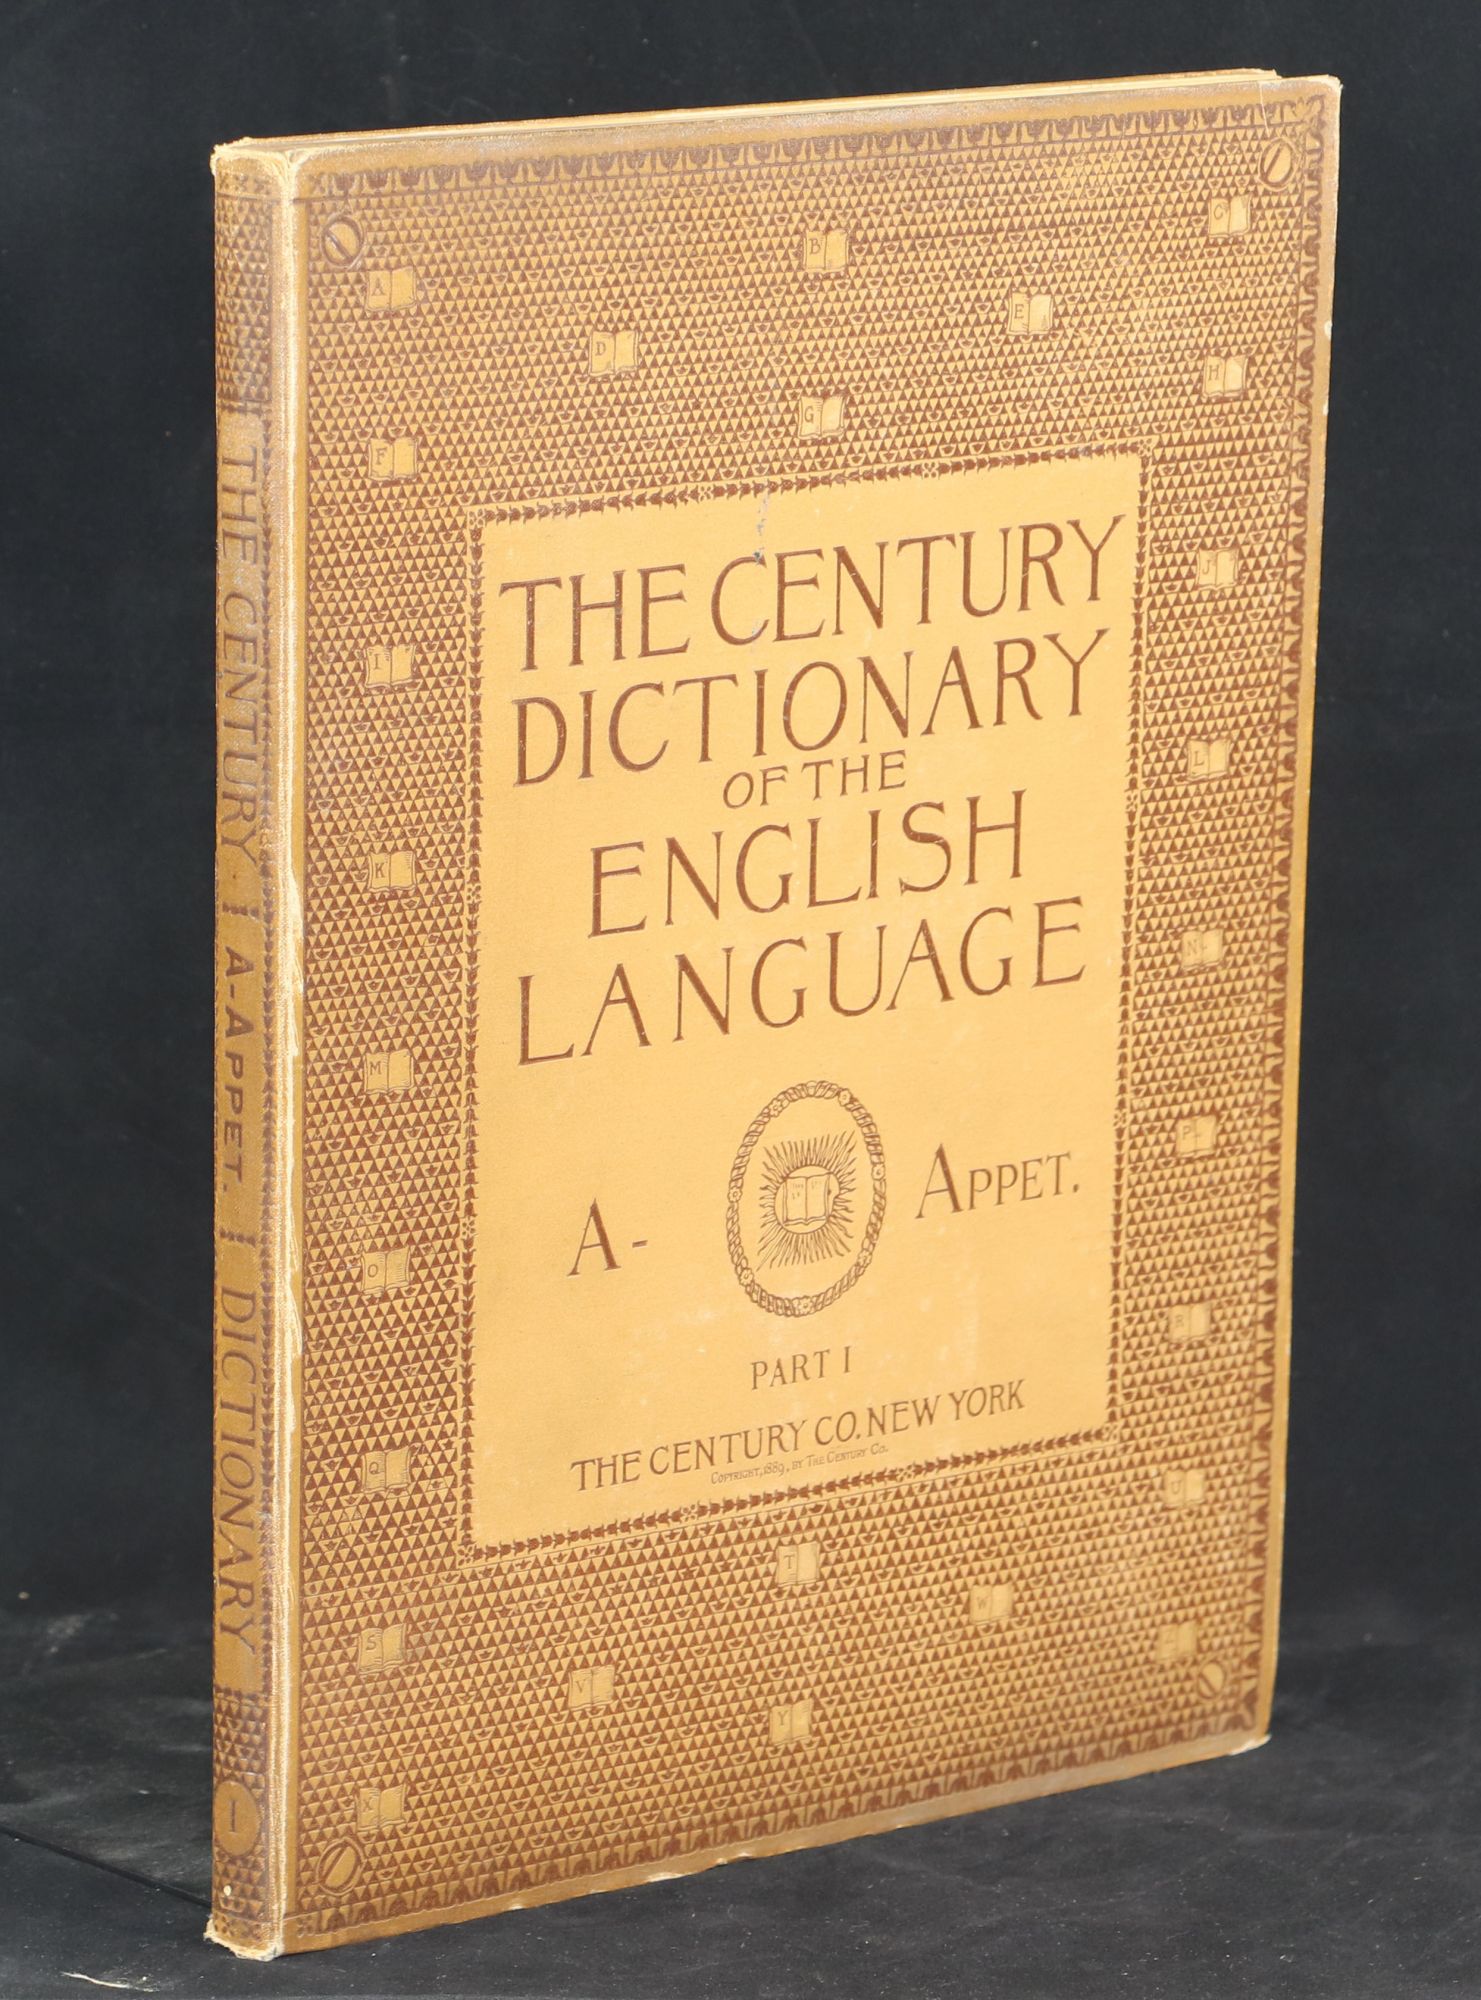 THE CENTURY
DICTIONARY
OF THE
ENGLISH
LANGUAGE
A-
APPET.
PART I
THE CENTURY CO. NEW YORK
COPYRIGHT, 1889, BY THE CENTURY CO.
A
B
C
D
E
F
G
H
I
J
K
L
M
N
O
P
Q
R
S
T
U
V
W
X
Y
Z
THE CENTURY
A-APPET.
DICTIONARY
1